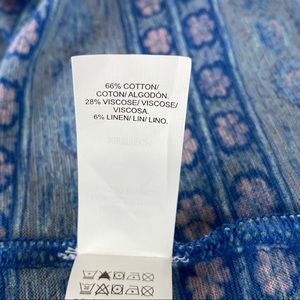 66% COTTON/
COTON/ ALGODÓN.
28% VISCOSE/ VISCOSE/
VISCOSA.
6% LINEN/ LIN/ LINO.